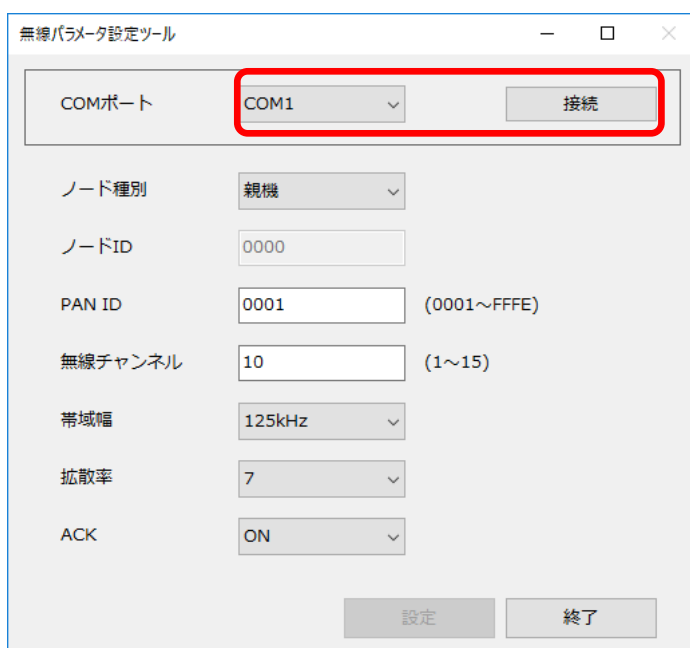 無線パラメータ設定ツール
COMポート COM1 接続
ノード種別 親機
ノードID 0000
PAN ID 0001 (0001～FFFE)
無線チャンネル 10 (1～15)
帯域幅 125kHz
拡散率 7
ACK ON
設定 終了